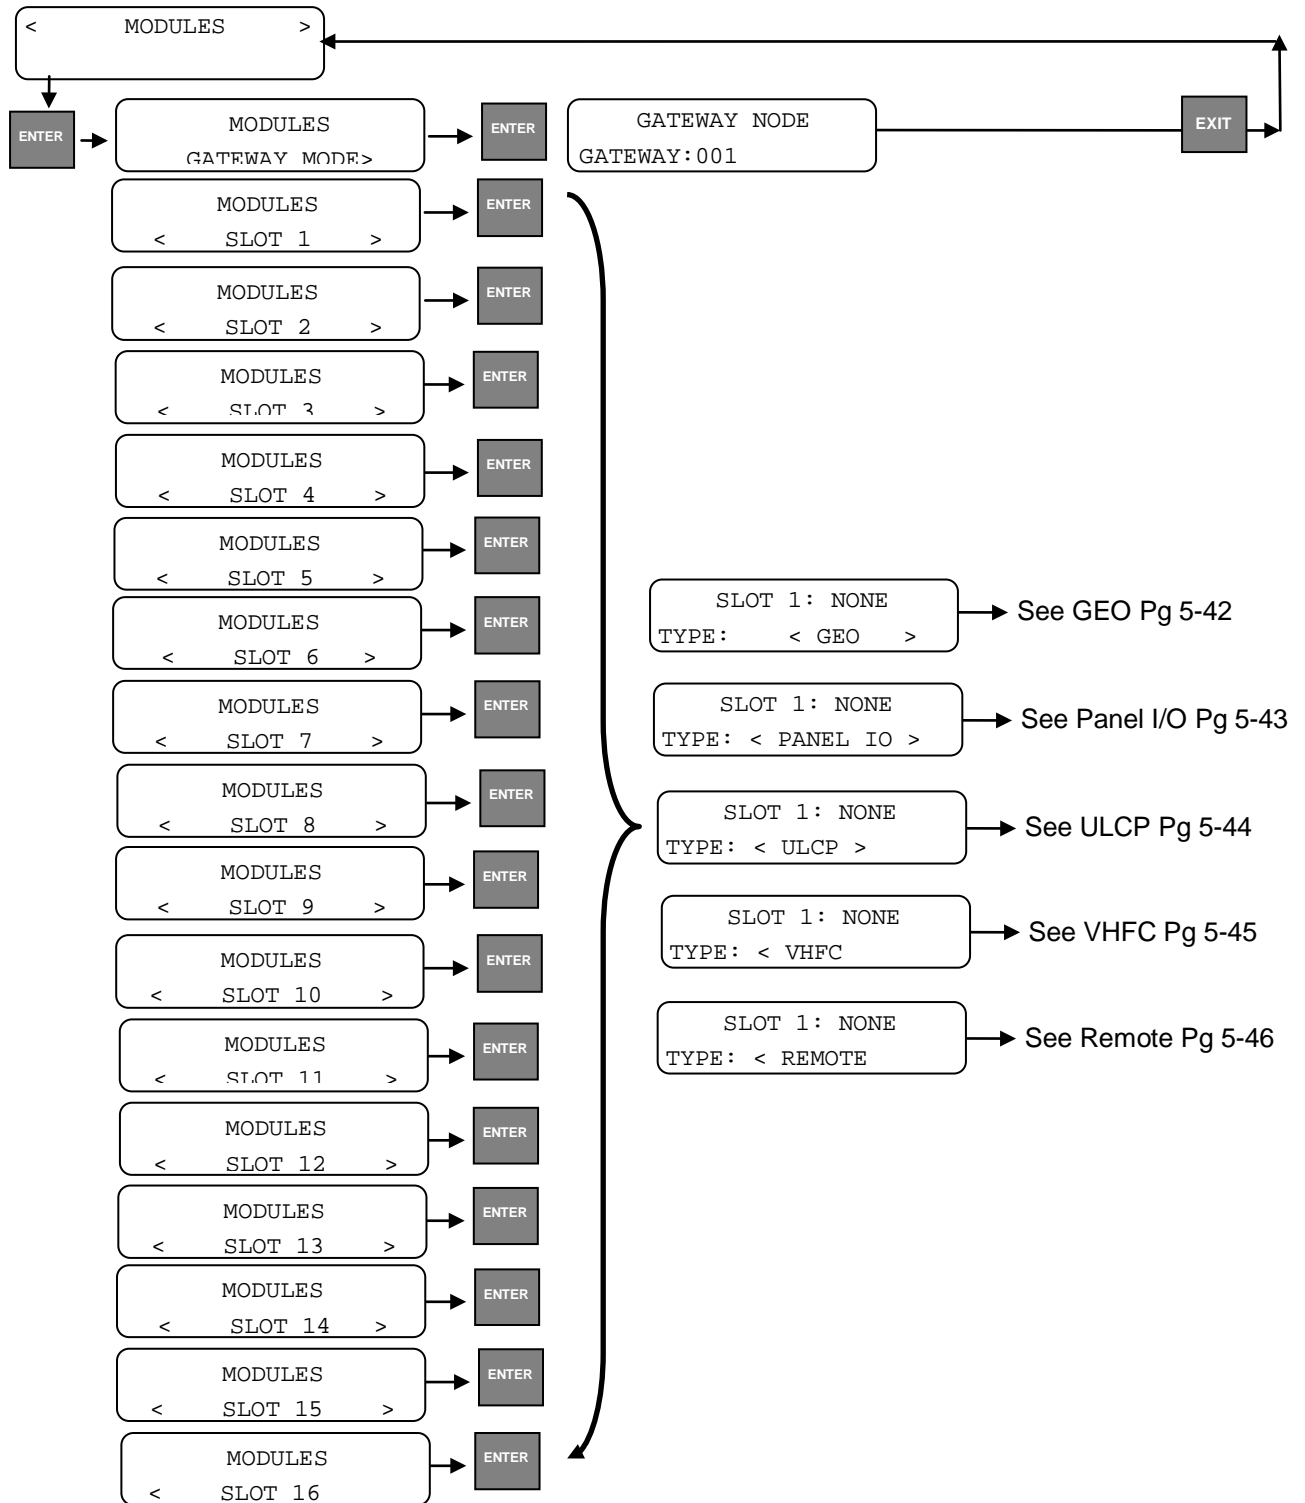 < MODULES >
ENTER
MODULES
GATEWAY MODE>
ENTER
GATEWAY NODE
GATEWAY:001
EXIT
MODULES
< SLOT 1 >
ENTER
MODULES
< SLOT 2 >
ENTER
MODULES
< SLOT 3 >
ENTER
MODULES
< SLOT 4 >
ENTER
MODULES
< SLOT 5 >
ENTER
MODULES
< SLOT 6 >
ENTER
MODULES
< SLOT 7 >
ENTER
MODULES
< SLOT 8 >
ENTER
MODULES
< SLOT 9 >
ENTER
MODULES
< SLOT 10 >
ENTER
MODULES
< SLOT 11 >
ENTER
MODULES
< SLOT 12 >
ENTER
MODULES
< SLOT 13 >
ENTER
MODULES
< SLOT 14 >
ENTER
MODULES
< SLOT 15 >
ENTER
MODULES
< SLOT 16
ENTER
SLOT 1: NONE
TYPE: < GEO >
See GEO Pg 5-42
SLOT 1: NONE
TYPE: < PANEL IO >
See Panel I/O Pg 5-43
SLOT 1: NONE
TYPE: < ULCP >
See ULCP Pg 5-44
SLOT 1: NONE
TYPE: < VHFC
See VHFC Pg 5-45
SLOT 1: NONE
TYPE: < REMOTE
See Remote Pg 5-46